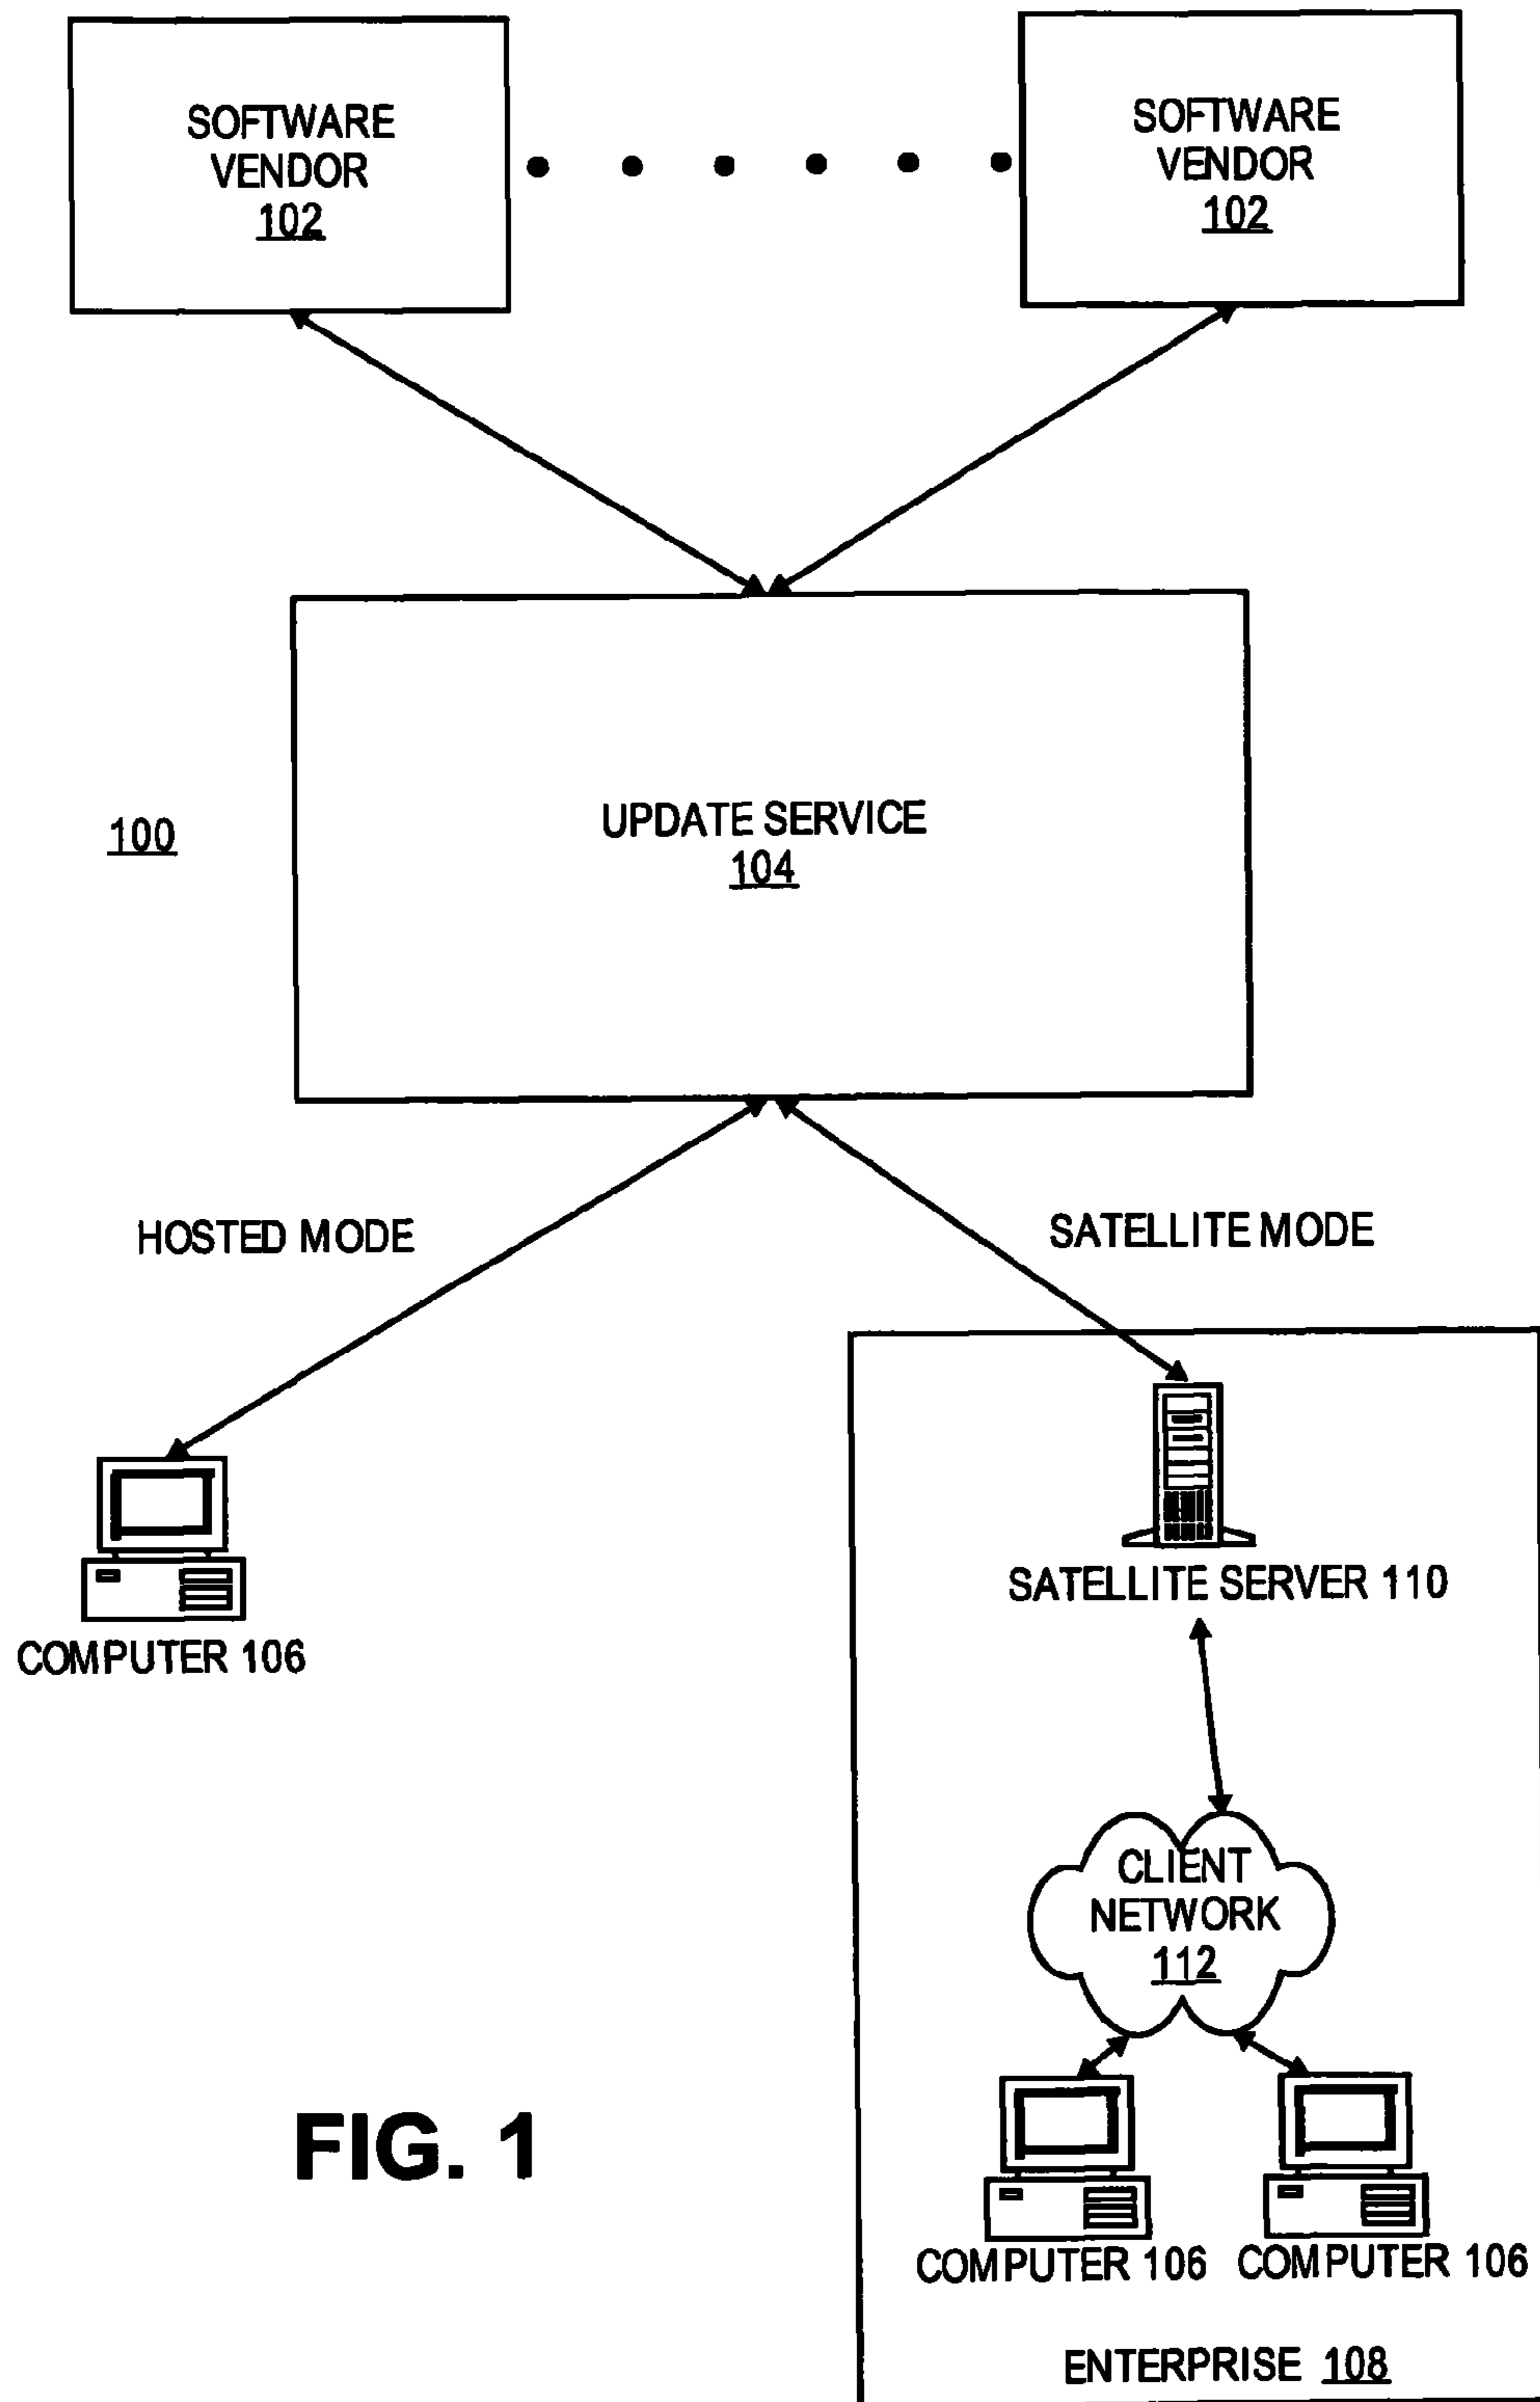 SOFTWARE
VENDOR
102
SOFTWARE
VENDOR
102
UPDATE SERVICE
104
100
HOSTED MODE
SATELLITE MODE
SATELLITE SERVER 110
COMPUTER 106
CLIENT
NETWORK
112
FIG. 1
COMPUTER 106
COMPUTER 106
ENTERPRISE 108